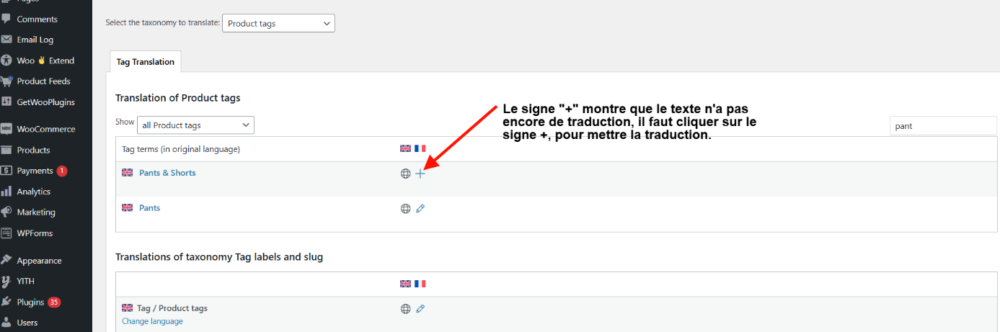 Pages
Comments
Email Log
Woo ✌ Extend
Product Feeds
GetWooPlugins
WooCommerce
Products
Payments 1
Analytics
Marketing
WPForms
Appearance
YITH
Plugins 35
Users
Select the taxonomy to translate: Product tags
Tag Translation
Translation of Product tags
Show all Product tags
pant
Le signe "+" montre que le texte n'a pas
encore de traduction, il faut cliquer sur le
signe +, pour mettre la traduction.
Tag terms (in original language)
Pants & Shorts
Pants
Translations of taxonomy Tag labels and slug
Tag / Product tags
Change language